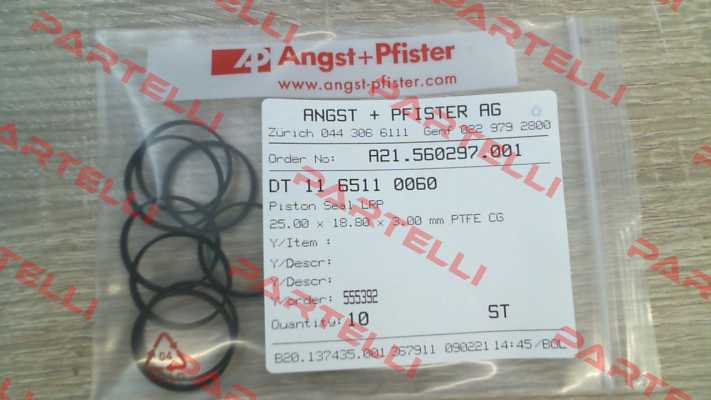 AP Angst+Pfister
www.angst-pfister.com
ANGST + PFISTER AG
Zürich 044 306 6111 Genf 022 979 2800
Order No: A21.560297.001
DT 11 6511 0060
Piston Seal LRP
25.00 x 18.80 x 3.00 mm PTFE CG
Y/Item :
Y/Descr:
Y/Descr:
Y/order: 555392
Quantity: 10 ST
B20.137435.001 367911 090221 14:45 /BOL
04
PARTELLI
PARTELLI
PARTELLI
PARTELLI
PARTELLI